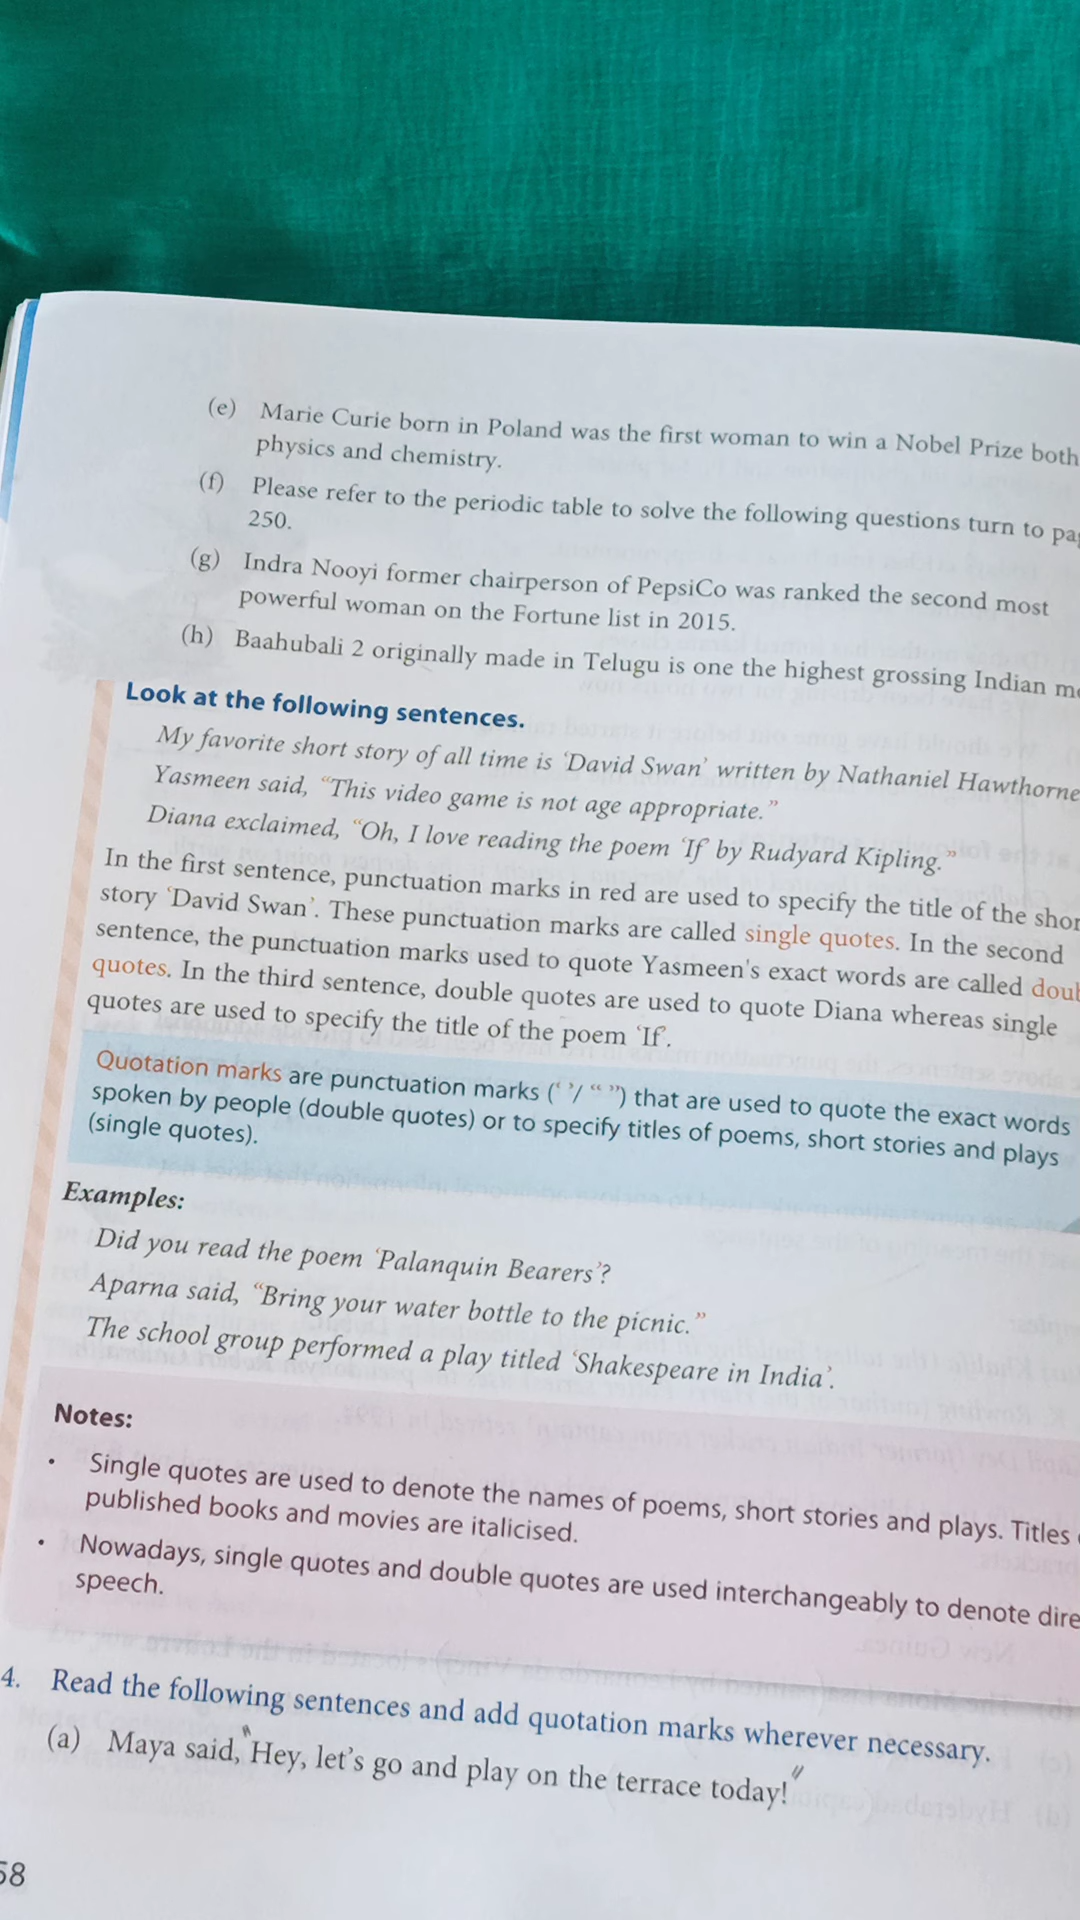 (e) Marie Curie born in Poland was the first woman to win a Nobel Prize both
physics and chemistry.
(f) Please refer to the periodic table to solve the following questions turn to
250.
(g) Indra Nooyi former chairperson of PepsiCo was ranked the second most
powerful woman on the Fortune list in 2015.
(h) Baahubali 2 originally made in Telugu is one the highest grossing Indian
Look at the following sentences.
My favorite short story of all time is ‘David Swan’ written by Nathaniel Hawthorne
Yasmeen said, “This video game is not age appropriate.”
Diana exclaimed, “Oh, I love reading the poem ‘If’ by Rudyard Kipling.”
In the first sentence, punctuation marks in red are used to specify the title of the
story ‘David Swan’. These punctuation marks are called single quotes. In the second
sentence, the punctuation marks used to quote Yasmeen's exact words are called
quotes. In the third sentence, double quotes are used to quote Diana whereas single
quotes are used to specify the title of the poem ‘If’.
Quotation marks are punctuation marks (‘ ’/ “ ”) that are used to quote the exact words
spoken by people (double quotes) or to specify titles of poems, short stories and plays
(single quotes).
Examples:
Did you read the poem ‘Palanquin Bearers’?
Aparna said, “Bring your water bottle to the picnic.”
The school group performed a play titled ‘Shakespeare in India’.
Notes:
• Single quotes are used to denote the names of poems, short stories and plays. Titles
published books and movies are italicised.
• Nowadays, single quotes and double quotes are used interchangeably to denote
speech.
4. Read the following sentences and add quotation marks wherever necessary.
(a) Maya said, "Hey, let’s go and play on the terrace today!"
58